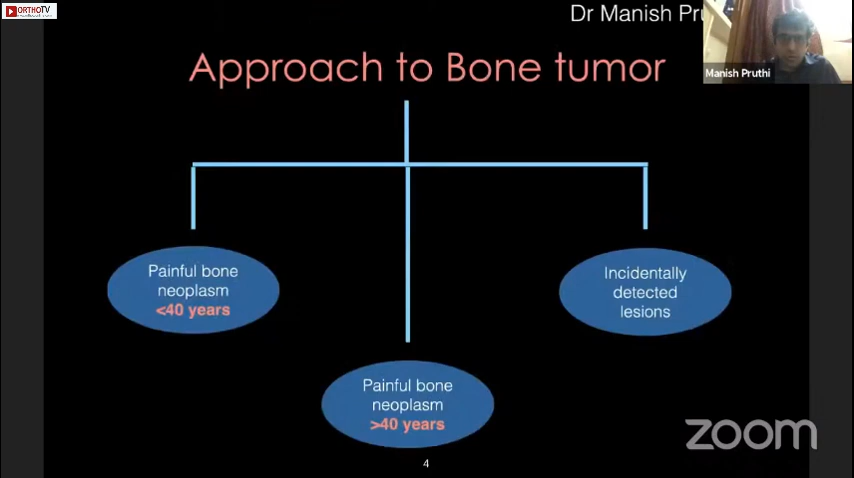 ORTHOTV
Dr Manish
Manish Pruthi
Approach to Bone tumor
Painful bone
neoplasm
<40 years
Incidentally
detected
lesions
Painful bone
neoplasm
>40 years
zoom
4